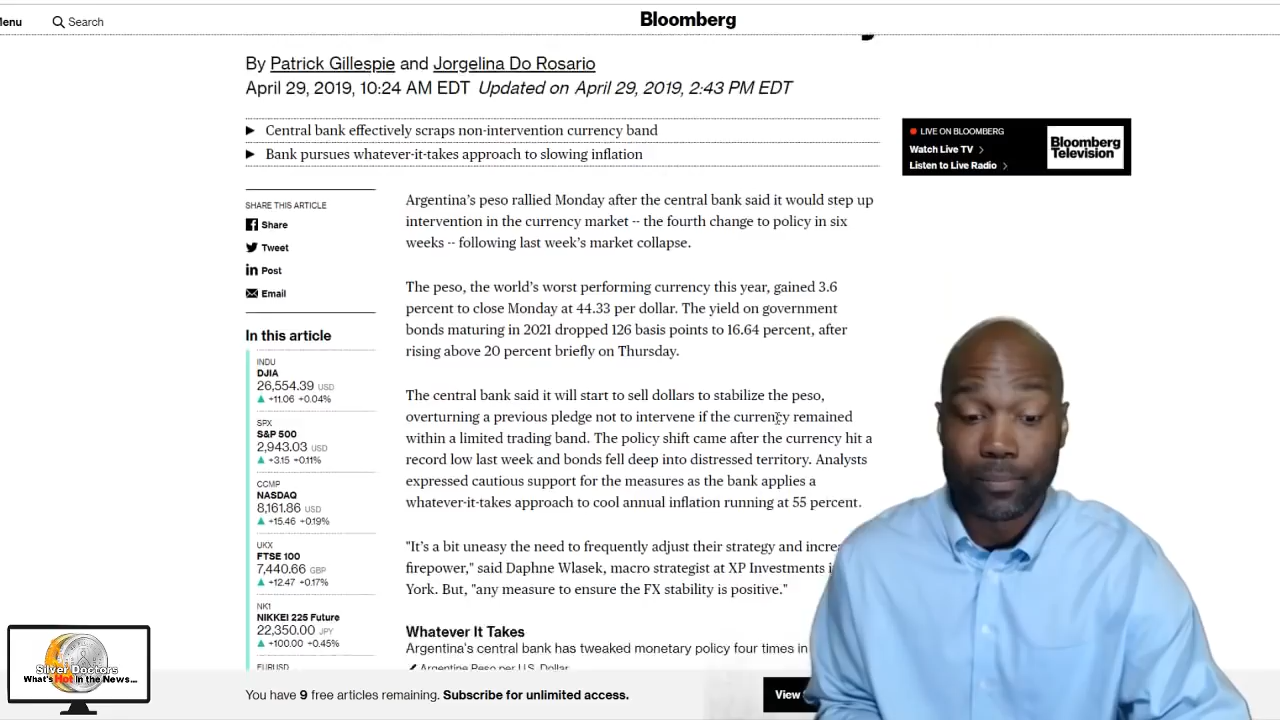 Menu
Search
Bloomberg
By Patrick Gillespie and Jorgelina Do Rosario
April 29, 2019, 10:24 AM EDT Updated on April 29, 2019, 2:43 PM EDT
Central bank effectively scraps non-intervention currency band
Bank pursues whatever-it-takes approach to slowing inflation
LIVE ON BLOOMBERG
Watch Live TV
Listen to Live Radio
Bloomberg
Television
SHARE THIS ARTICLE
Share
Tweet
Post
Email
In this article
INDU
DJIA
26,554.39 USD
+11.06 +0.04%
SPX
S&P 500
2,943.03 USD
+3.15 +0.11%
CCMP
NASDAQ
8,161.86 USD
+15.46 +0.19%
UKX
FTSE 100
7,440.66 GBP
+12.47 +0.17%
NK1
NIKKEI 225 Future
22,350.00 JPY
+100.00 +0.45%
EURUSD
Argentina's peso rallied Monday after the central bank said it would step up
intervention in the currency market -- the fourth change to policy in six
weeks -- following last week's market collapse.
The peso, the world's worst performing currency this year, gained 3.6
percent to close Monday at 44.33 per dollar. The yield on government
bonds maturing in 2021 dropped 126 basis points to 16.64 percent, after
rising above 20 percent briefly on Thursday.
The central bank said it will start to sell dollars to stabilize the peso,
overturning a previous pledge not to intervene if the currency remained
within a limited trading band. The policy shift came after the currency hit a
record low last week and bonds fell deep into distressed territory. Analysts
expressed cautious support for the measures as the bank applies a
whatever-it-takes approach to cool annual inflation running at 55 percent.
"It's a bit uneasy the need to frequently adjust their strategy and
firepower," said Daphne Wlasek, macro strategist at XP Investments
York. But, "any measure to ensure the FX stability is positive."
Whatever It Takes
Argentina's central bank has tweaked monetary policy four times in
Argentine Peso per U.S. Dollar
Silver Doctors
What's Hot in the News...
You have 9 free articles remaining. Subscribe for unlimited access.
View